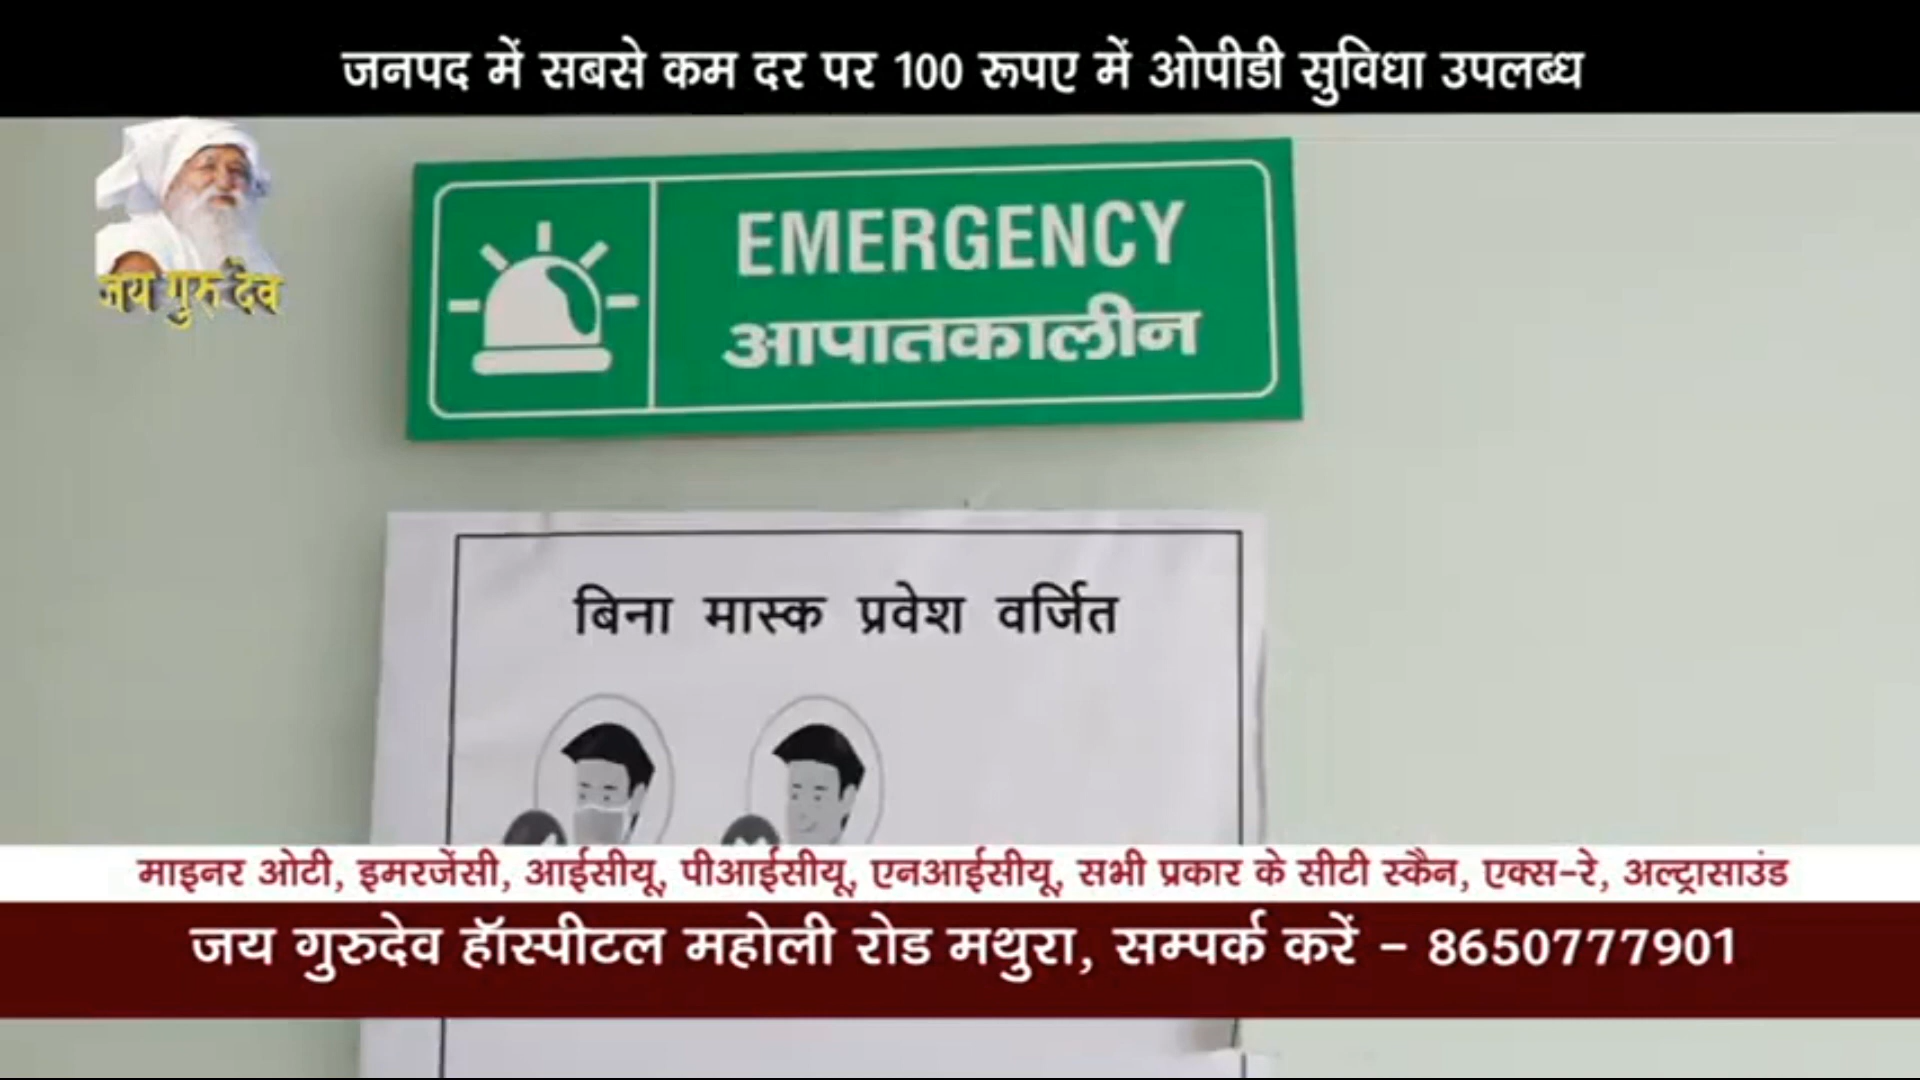 जनपद में सबसे कम दर पर 100 रूपए में ओपीडी सुविधा उपलब्ध
जय गुरु देव
EMERGENCY
आपातकालीन
बिना मास्क प्रवेश वर्जित
माइनर ओटी, इमरजेंसी, आईसीयू, पीआईसीयू, एनआईसीयू, सभी प्रकार के सीटी स्कैन, एक्स-रे, अल्ट्रासाउंड
जय गुरुदेव हॉस्पीटल महोली रोड मथुरा, सम्पर्क करें - 8650777901